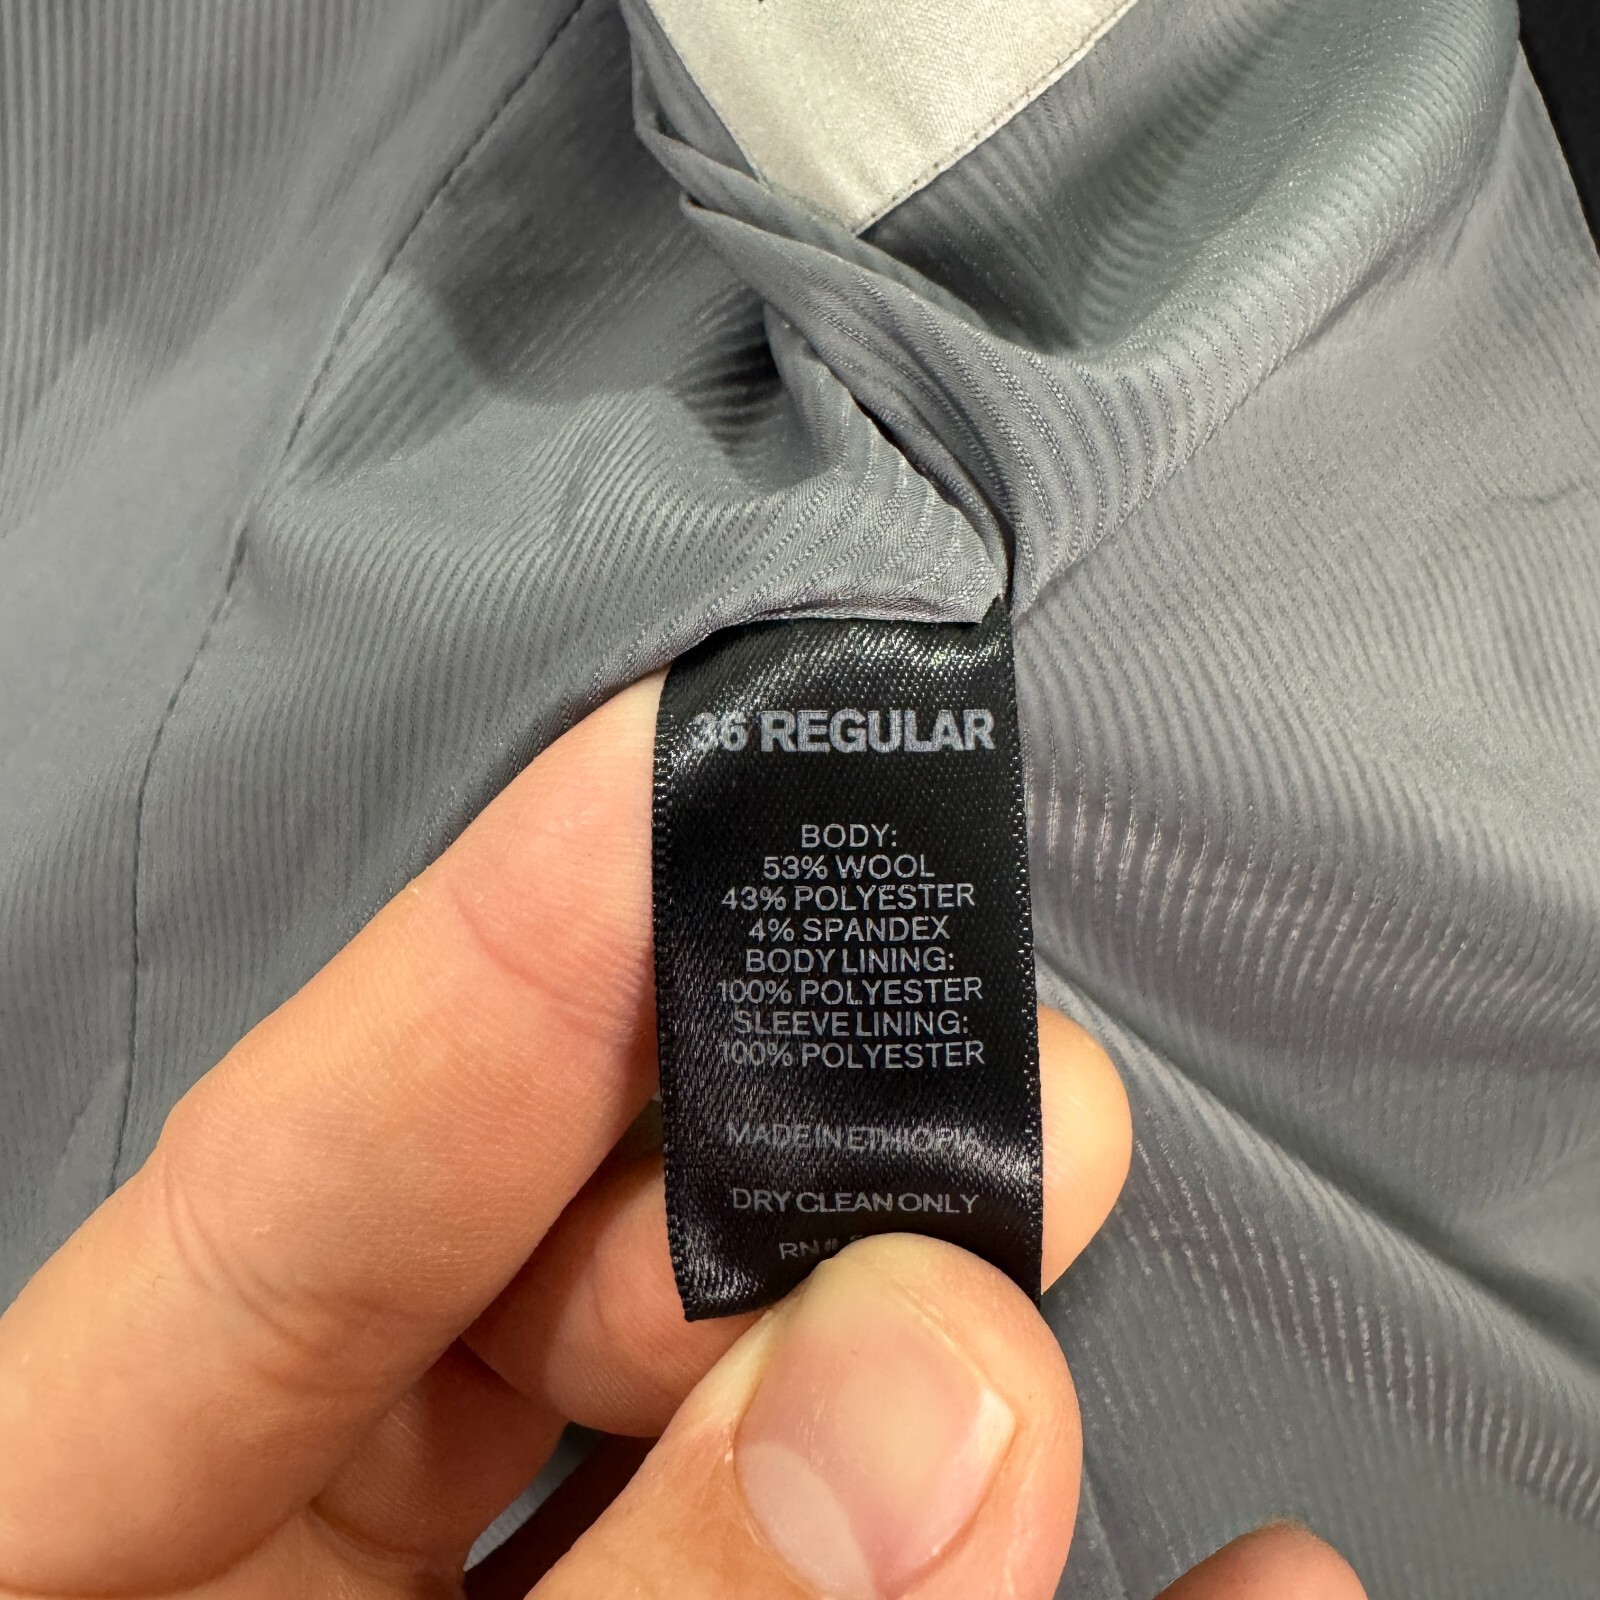 36 REGULAR
BODY:
53% WOOL
43% POLYESTER
4% SPANDEX
BODY LINING:
100% POLYESTER
SLEEVE LINING:
100% POLYESTER
MADE IN ETHIOPIA
DRY CLEAN ONLY
RN#